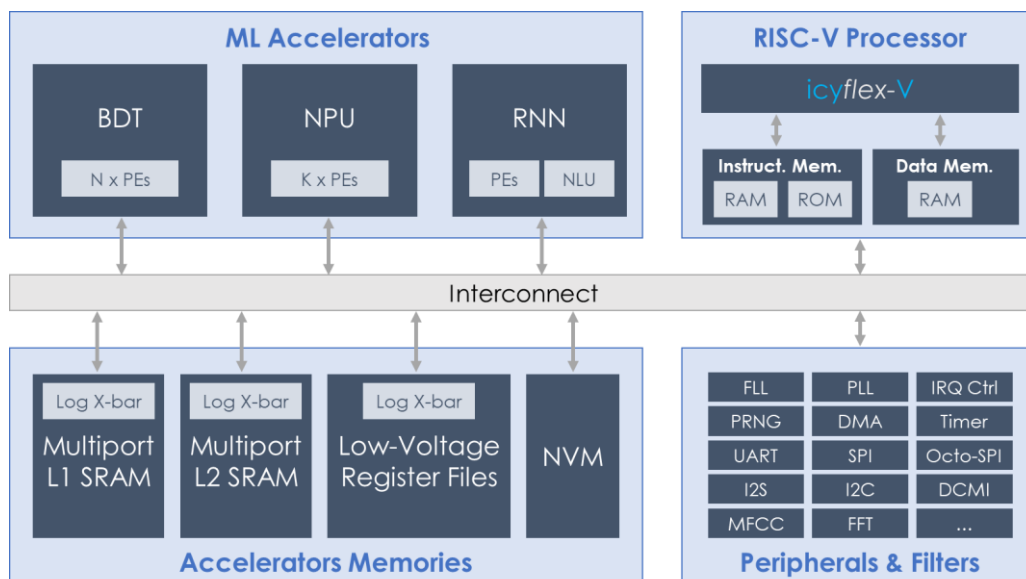 ML Accelerators
BDT
N x PEs
NPU
K x PEs
RNN
PEs
NLU
RISC-V Processor
icyflex-V
Instruct. Mem.
RAM
ROM
Data Mem.
RAM
Interconnect
Log X-bar
Multiport
L1 SRAM
Log X-bar
Multiport
L2 SRAM
Log X-bar
Low-Voltage
Register Files
NVM
Accelerators Memories
FLL
PLL
IRQ Ctrl
PRNG
DMA
Timer
UART
SPI
Octo-SPI
I2S
I2C
DCMI
MFCC
FFT
...
Peripherals & Filters